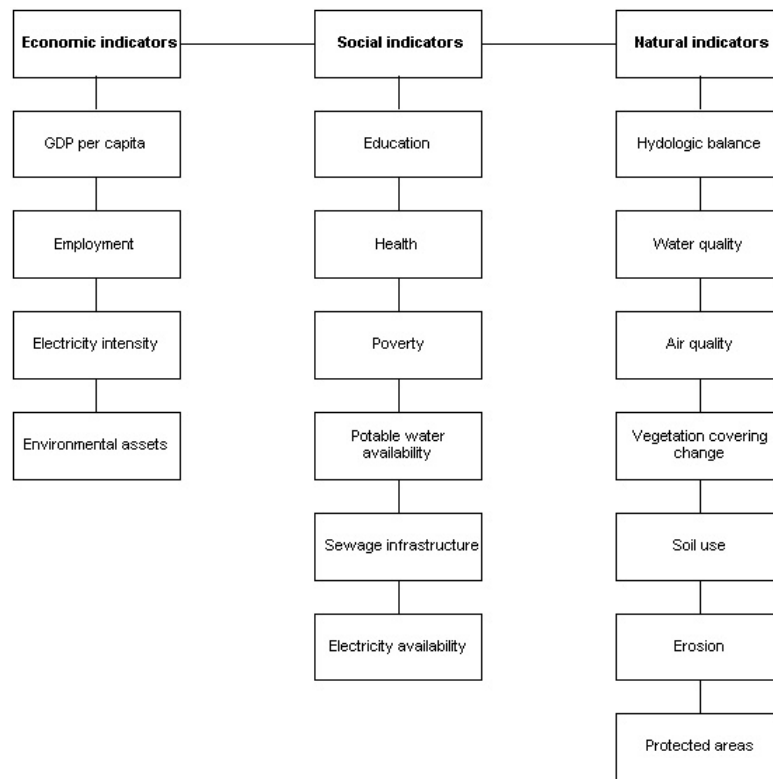 Economic indicators
Social indicators
Natural indicators
GDP per capita
Education
Hydologic balance
Employment
Health
Water quality
Electricity intensity
Poverty
Air quality
Environmental assets
Potable water
availability
Vegetation covering
change
Sewage infrastructure
Soil use
Electricity availability
Erosion
Protected areas